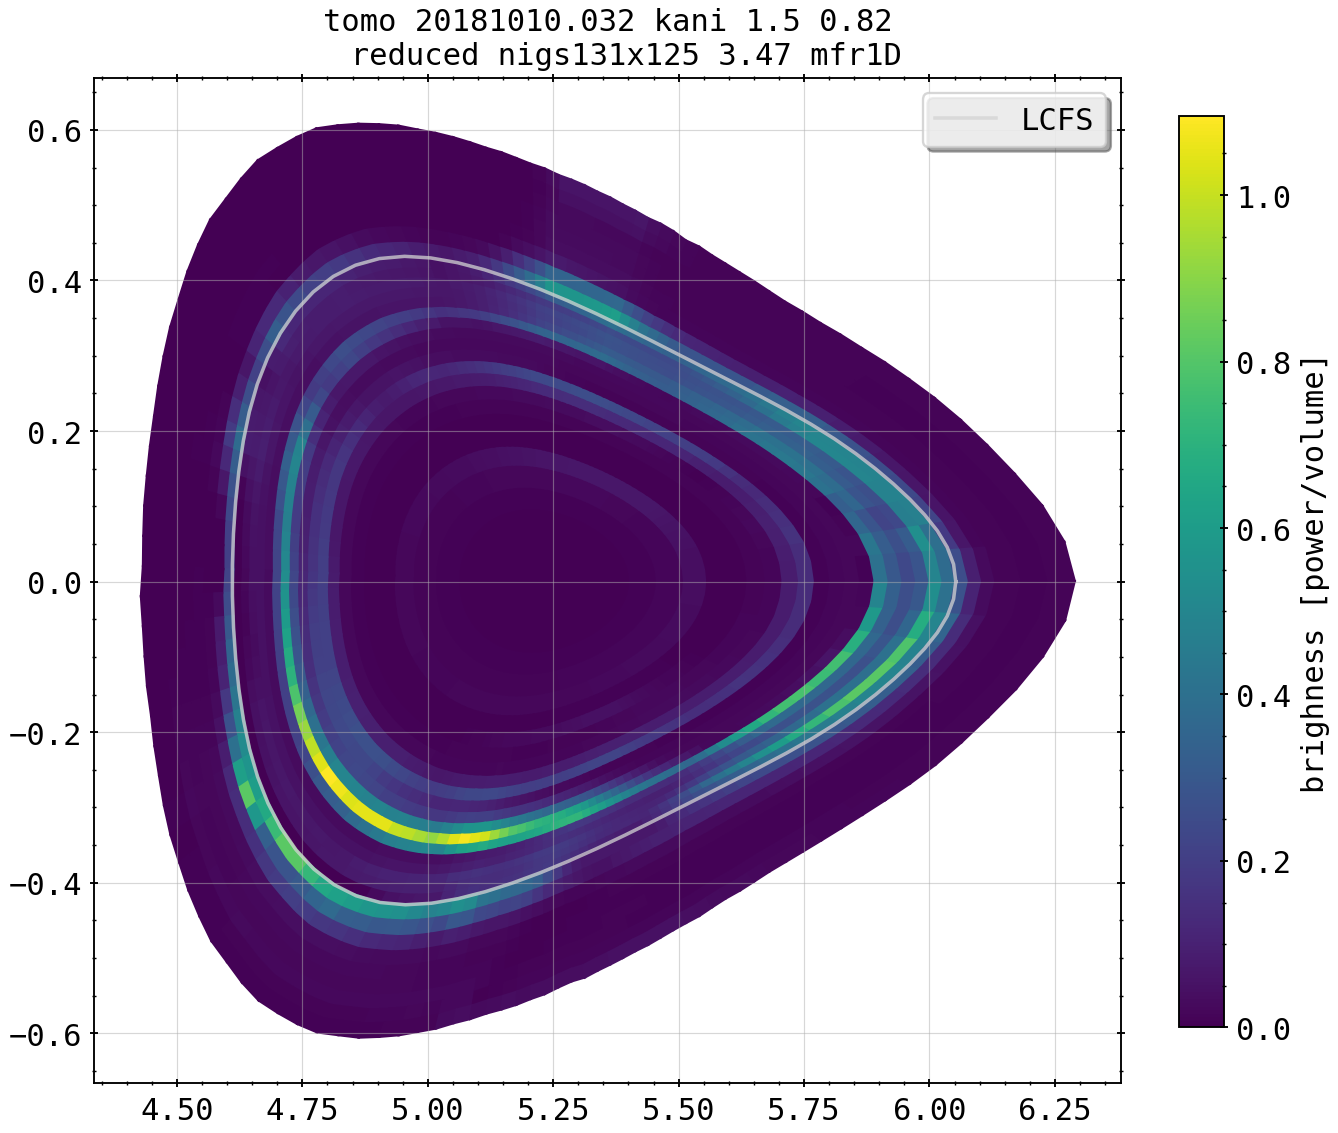 tomo 20181010.032 kani 1.5 0.82
reduced nigs131x125 3.47 mfr1D
LCFS
0.6
0.4
0.2
0.0
−0.2
−0.4
−0.6
4.50 4.75 5.00 5.25 5.50 5.75 6.00 6.25
1.0
0.8
0.6
0.4
0.2
0.0
brighness [power/volume]